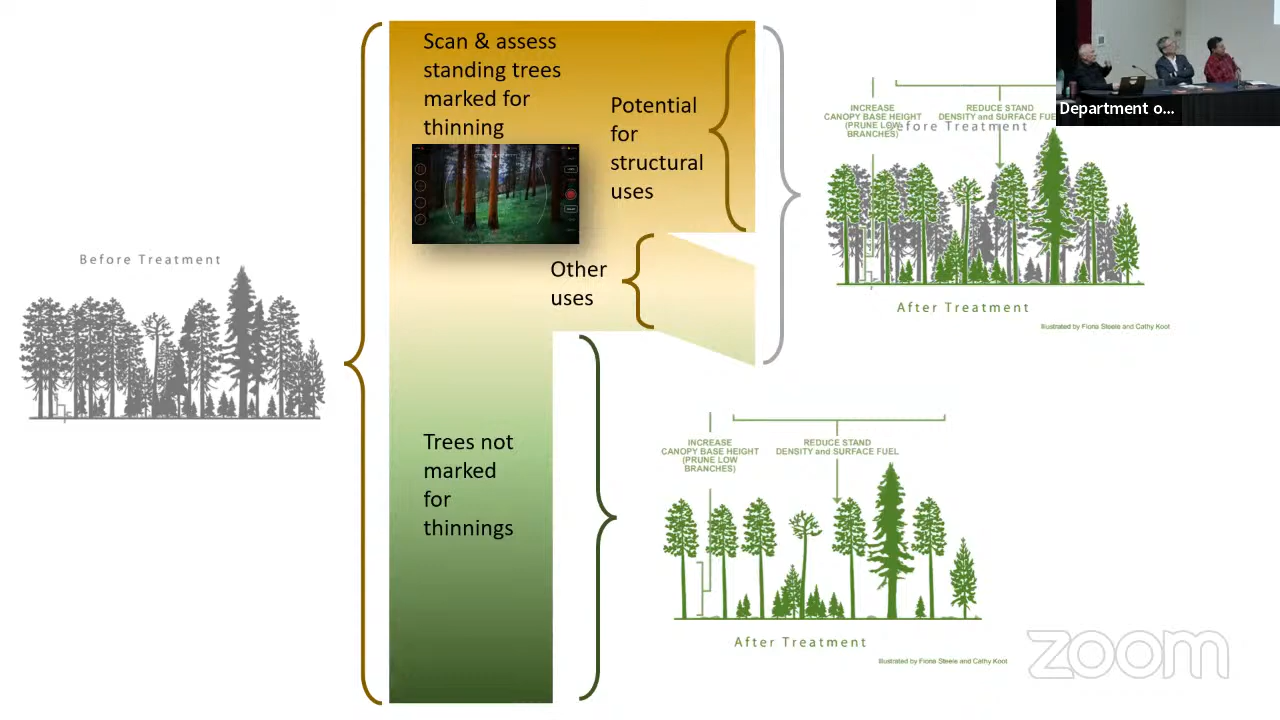 Scan & assess
standing trees
marked for
thinning
Potential
for
structural
uses
Other
uses
Trees not
marked
for
thinnings
Before Treatment
INCREASE
CANOPY BASE HEIGHT
(PRUNE LOW
BRANCHES)
REDUCE STAND
DENSITY and SURFACE FUE
Before Treatment
After Treatment
Illustrated by Fiona Steele and Cathy Koot
Department o...
INCREASE
CANOPY BASE HEIGHT
(PRUNE LOW
BRANCHES)
REDUCE STAND
DENSITY and SURFACE FUEL
After Treatment
Illustrated by Fiona Steele and Cathy Koot
zoom